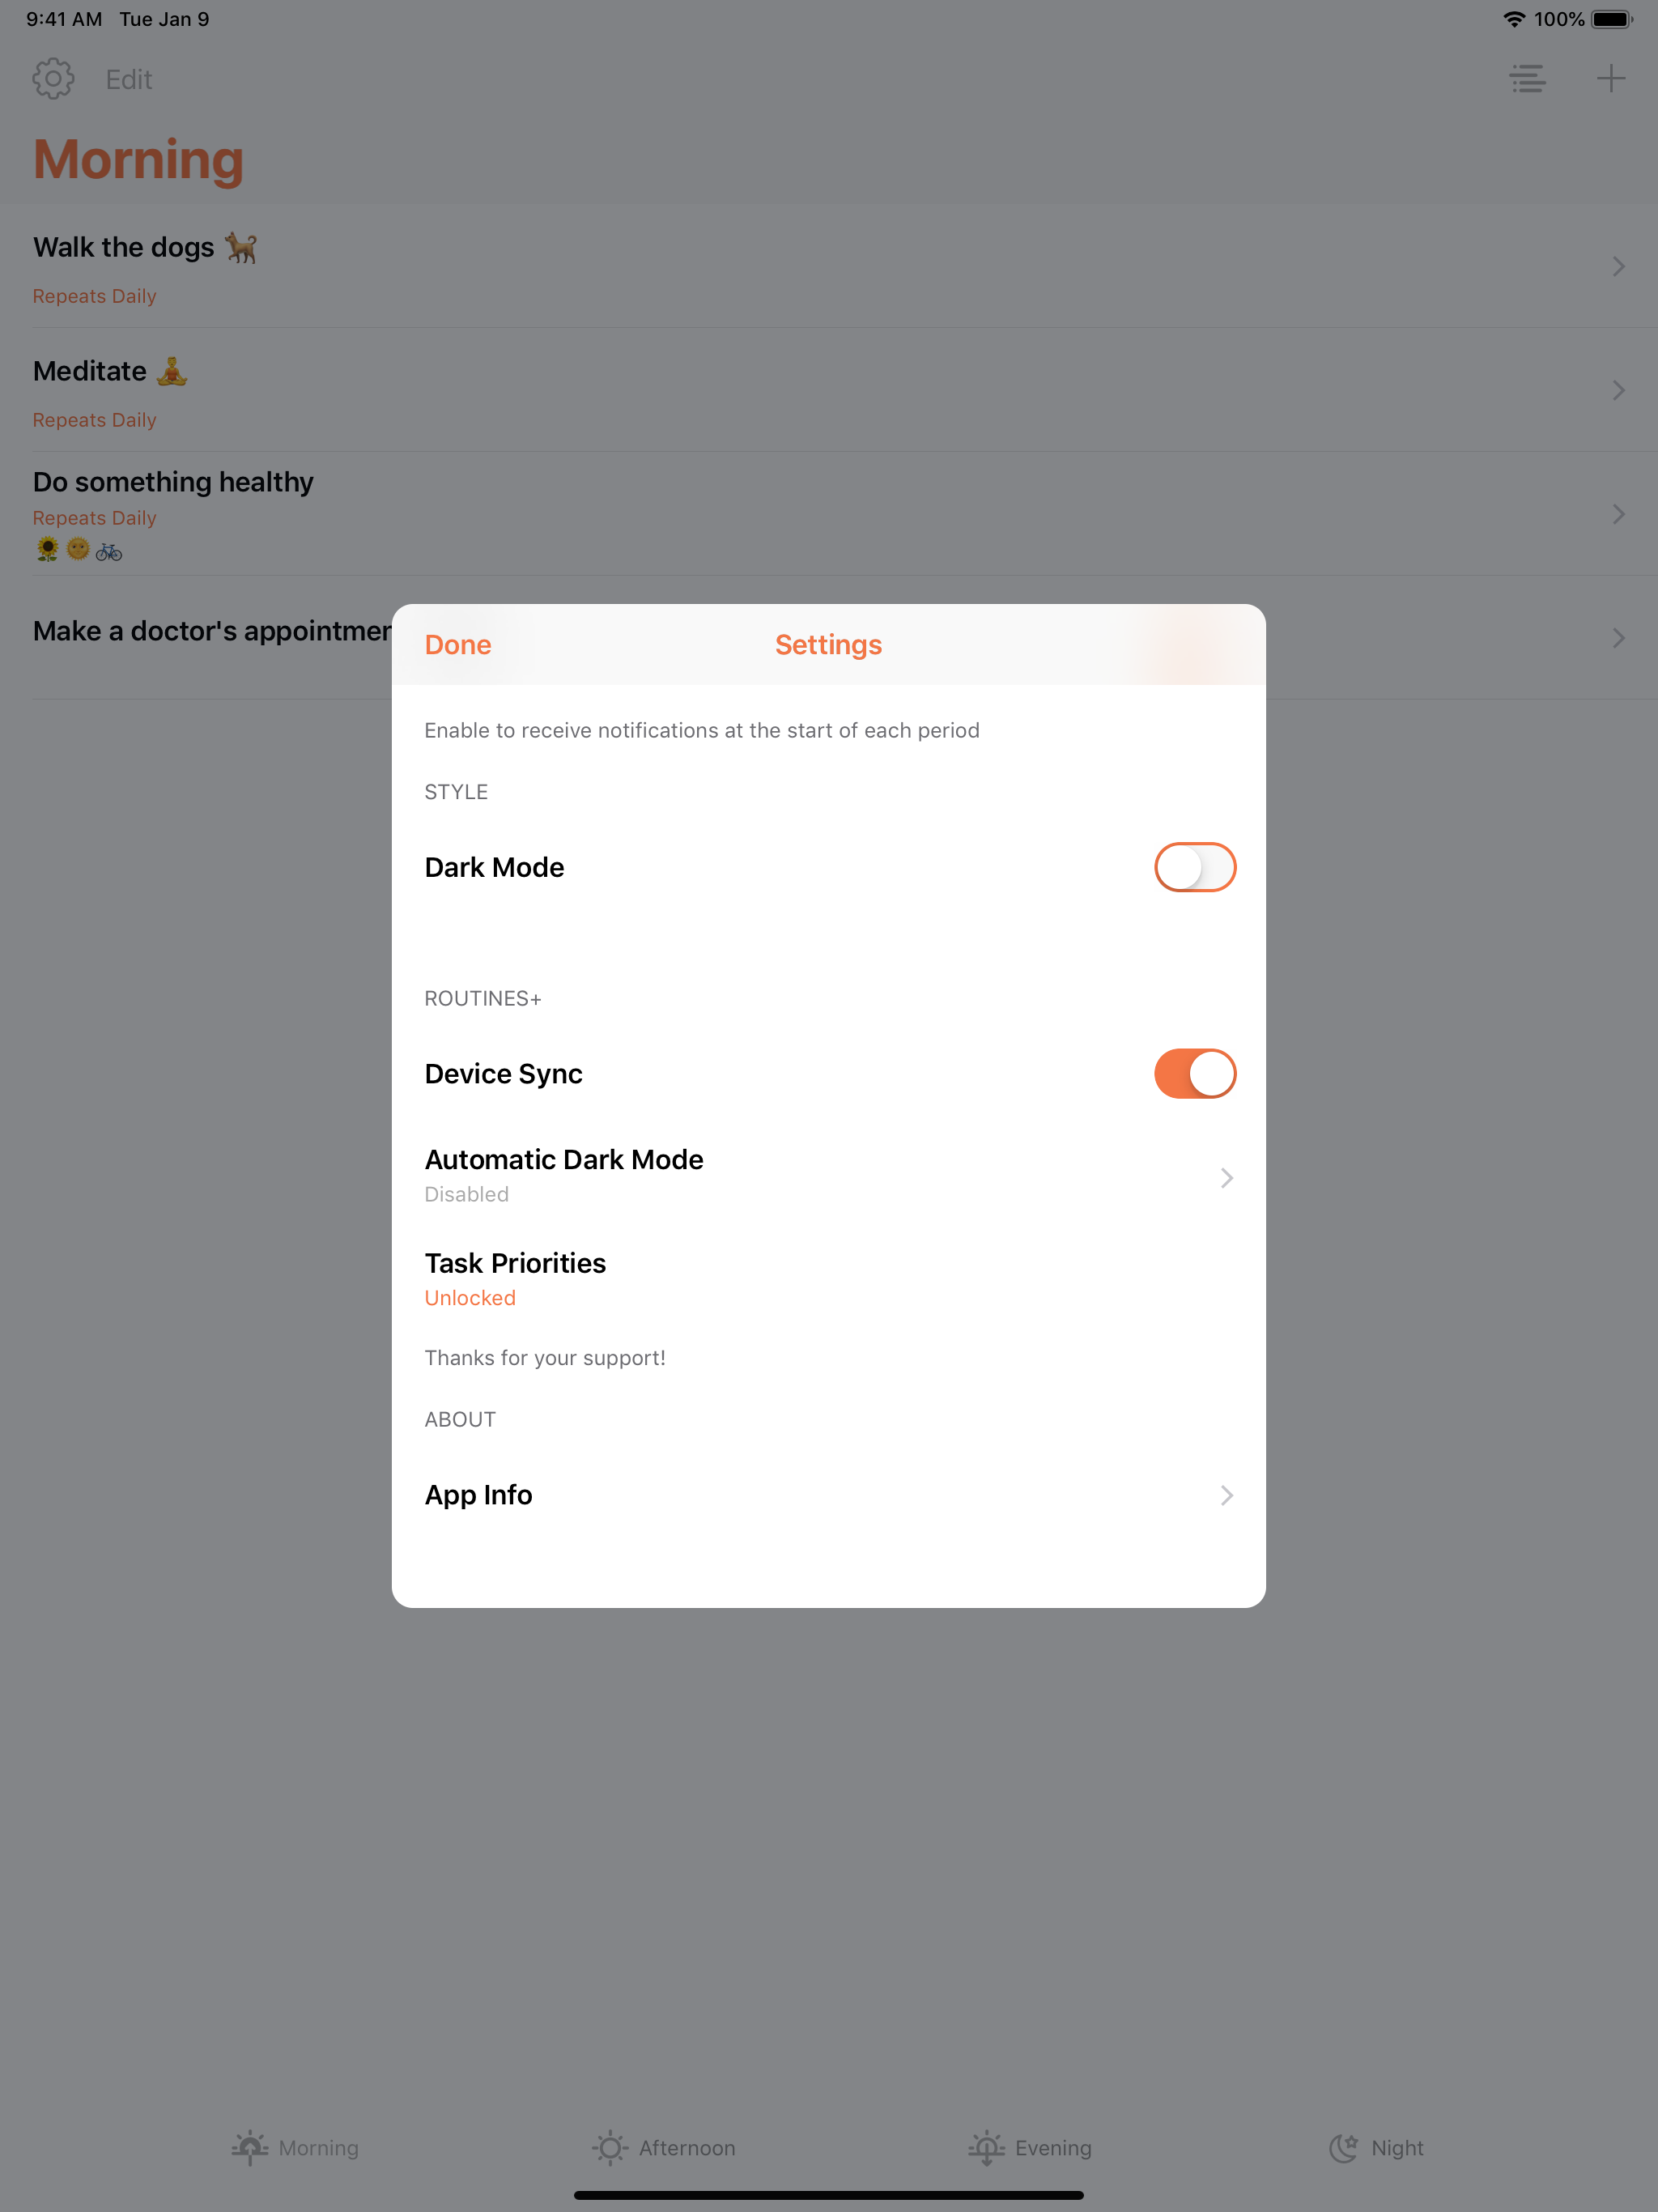 9:41 AM Tue Jan 9 100%
Edit
Morning
Walk the dogs
Repeats Daily
Meditate
Repeats Daily
Do something healthy
Repeats Daily
Make a doctor's
Done Settings
Enable to receive notifications at the start of each period
STYLE
Dark Mode
ROUTINES+
Device Sync
Automatic Dark Mode
Disabled
Task Priorities
Unlocked
Thanks for your support!
ABOUT
App Info
Morning Afternoon Evening Night